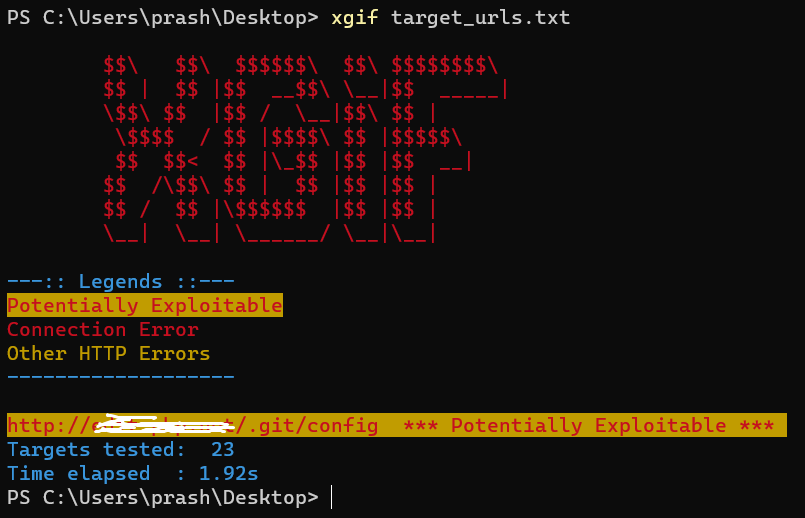 PS C:\Users\prash\Desktop> xgif target_urls.txt
$$\   $$\  $$$$$$\  $$\ $$$$$$$$\
$$ |  $$ |$$  __$$\ \__|$$  _____|
\$$\ $$  |$$ /  \__|$$\ $$ |
 \$$$$  / $$ |$$$$\ $$ |$$$$$\
 $$  $$<  $$ |\_$$ |$$ |$$  __|
$$  /\$$\ $$ |  $$ |$$ |$$ |
$$ /  $$ |\$$$$$$  |$$ |$$ |
\__|  \__| \______/ \__|\__|
---:: Legends ::---
Potentially Exploitable
Connection Error
Other HTTP Errors
-------------------
http:///.git/config  *** Potentially Exploitable ***
Targets tested:  23
Time elapsed  : 1.92s
PS C:\Users\prash\Desktop>